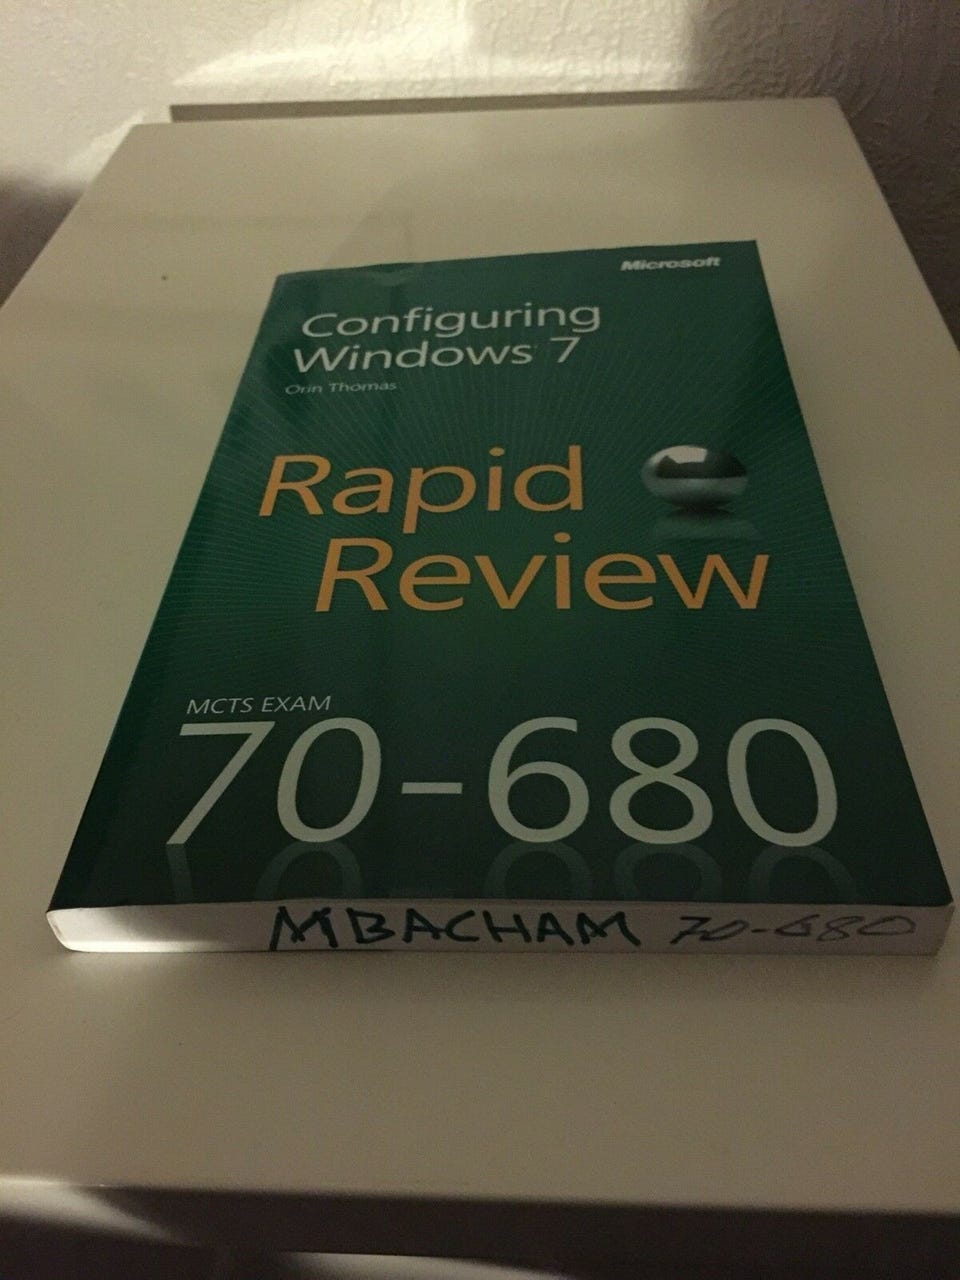 Microsoft
Configuring
Windows 7
Orin Thomas
Rapid
Review
MCTS EXAM
70-680
MBACHAM 70-680